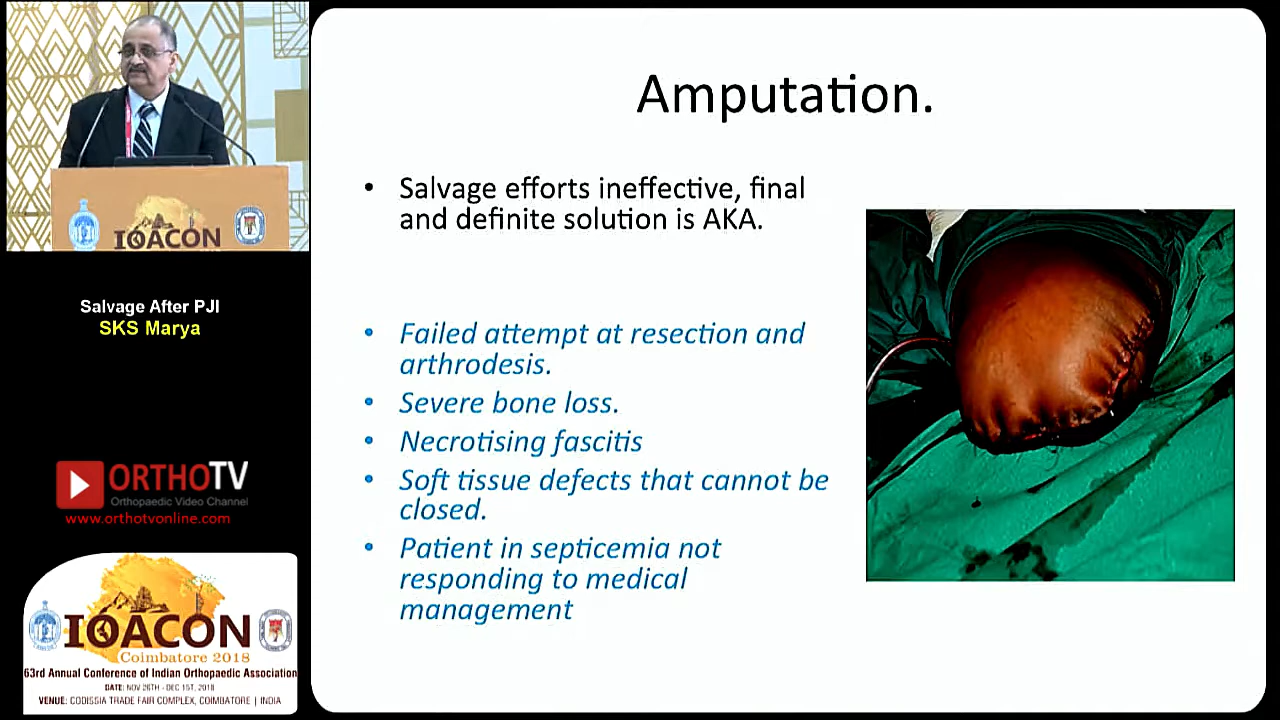 IOACON
Salvage After PJI
SKS Marya
ORTHOTV
Orthopaedic Video Channel
www.orthotvonline.com
IOACON
Coimbatore 2018
63rd Annual Conference of Indian Orthopaedic Association
DATE: NOV 26TH - DEC 1ST, 2018
VENUE: CODISSIA TRADE FAIR COMPLEX, COIMBATORE | INDIA
Amputation.
• Salvage efforts ineffective, final
and definite solution is AKA.
• Failed attempt at resection and
arthrodesis.
• Severe bone loss.
• Necrotising fascitis
• Soft tissue defects that cannot be
closed.
• Patient in septicemia not
responding to medical
management